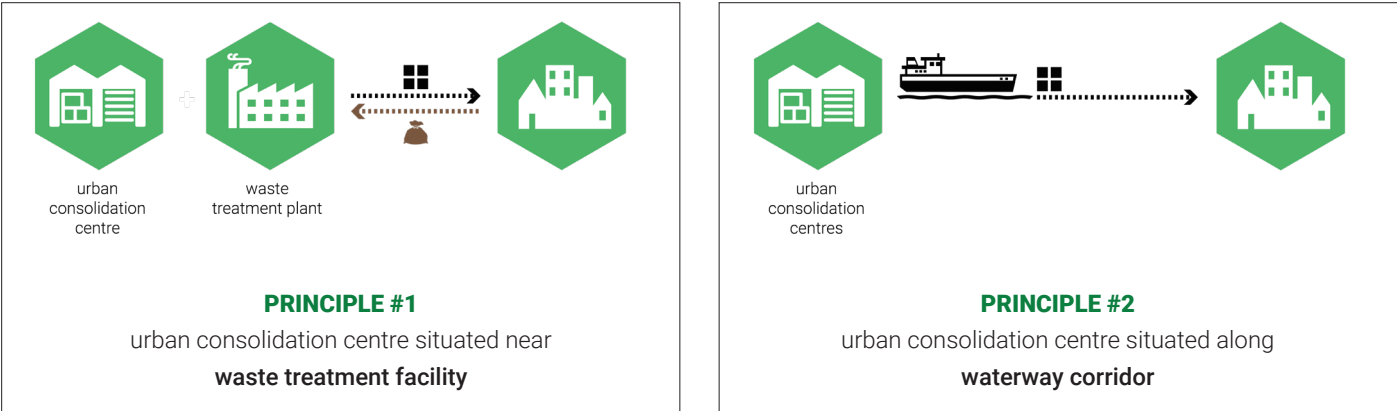 urban
consolidation
centre
waste
treatment plant
PRINCIPLE #1
urban consolidation centre situated near
waste treatment facility
urban
consolidation
centres
PRINCIPLE #2
urban consolidation centre situated along
waterway corridor